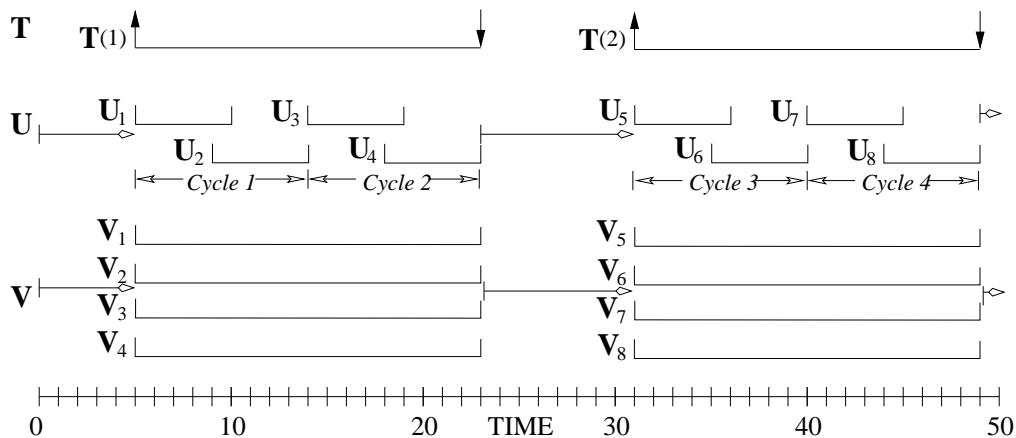 T T(1) T(2)
U U1 U3 U5 U7
U2 U4 U6 U8
Cycle 1 Cycle 2 Cycle 3 Cycle 4
V1 V5
V2 V6
V
V3 V7
V4 V8
0 10 20 TIME 30 40 50